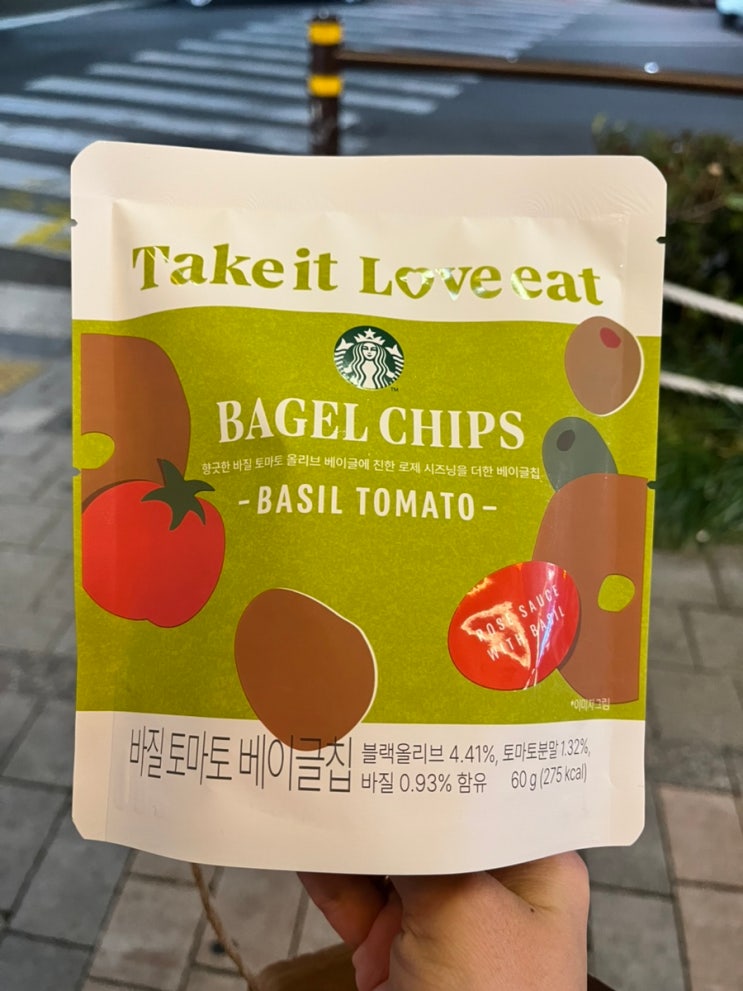 Take it Love eat
TM
BAGEL CHIPS
향긋한 바질 토마토 올리브 베이글에 진한 로제 시즈닝을 더한 베이글칩
-BASIL TOMATO-
ROSE SAUCE
WITH BASIL
*이미지그림
바질 토마토 베이글칩
블랙올리브 4.41%, 토마토분말 1.32%,
바질 0.93% 함유 60 g (275 kcal)